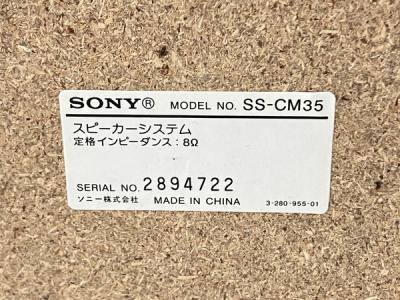 SONY® MODEL NO. SS-CM35
スピーカーシステム
定格インピーダンス:8Ω
SERIAL NO. 2894722
ソニー株式会社 MADE IN CHINA 3-280-955-01